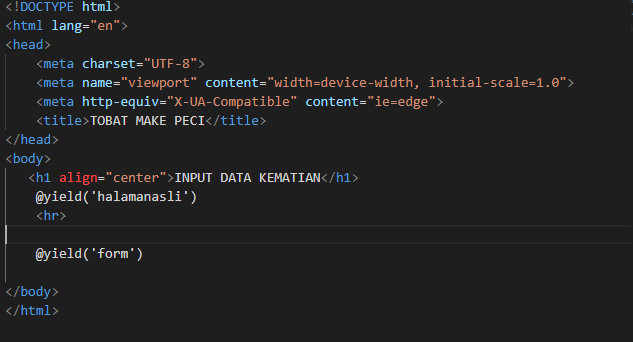 <!DOCTYPE html>
<html lang="en">
<head>
    <meta charset="UTF-8">
    <meta name="viewport" content="width=device-width, initial-scale=1.0">
    <meta http-equiv="X-UA-Compatible" content="ie=edge">
    <title>TOBAT MAKE PECI</title>
</head>
<body>
   <h1 align="center">INPUT DATA KEMATIAN</h1>
    @yield('halamanasli')
    <hr>
    @yield('form')
</body>
</html>